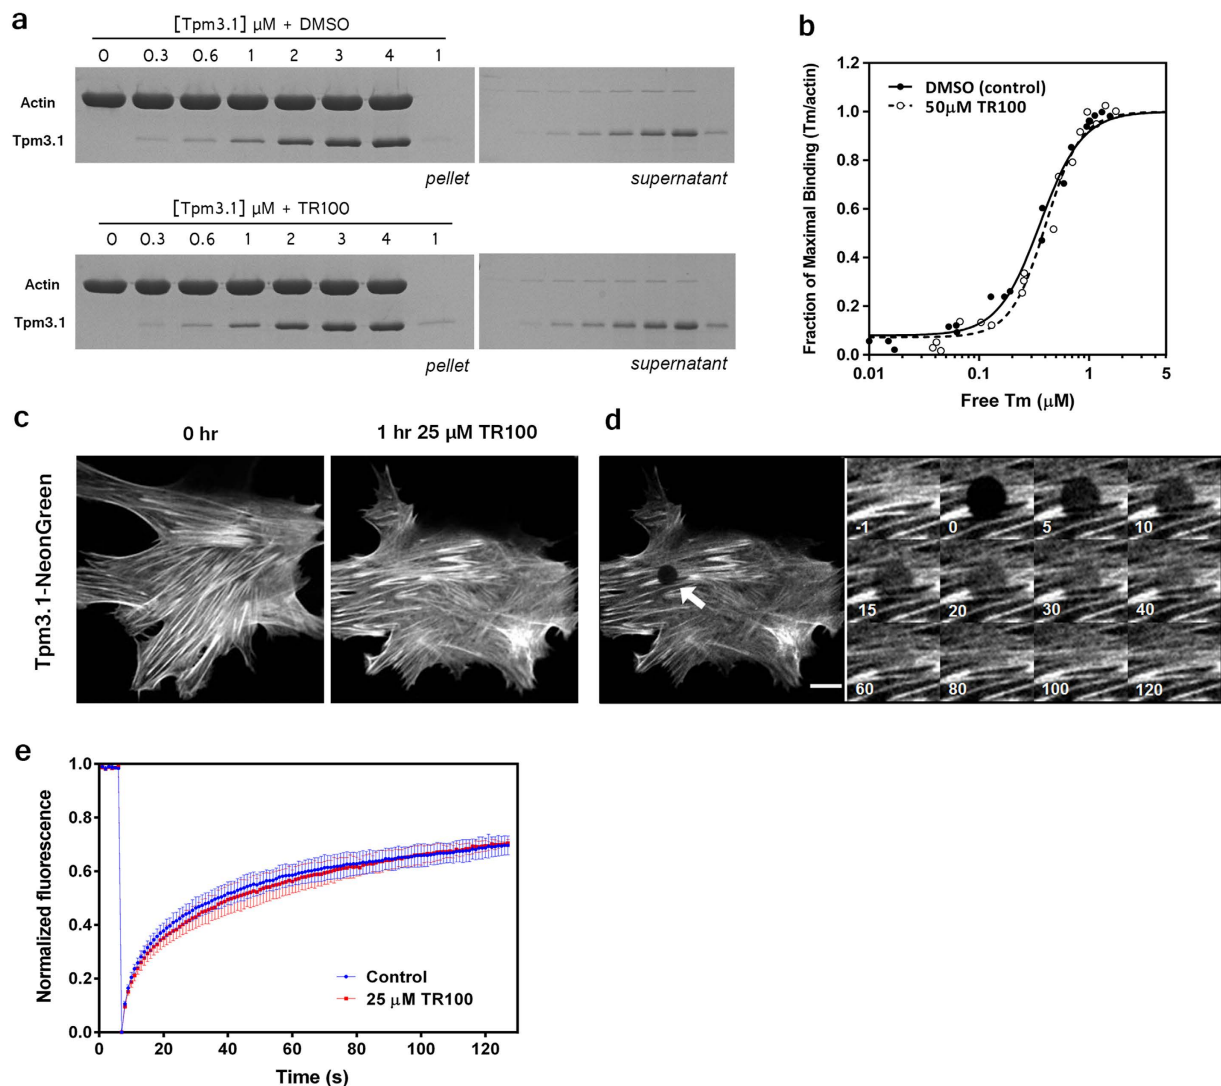 a
[Tpm3.1] μM + DMSO
0 0.3 0.6 1 2 3 4 1
Actin
Tpm3.1
pellet
supernatant
[Tpm3.1] μM + TR100
0 0.3 0.6 1 2 3 4 1
Actin
Tpm3.1
pellet
supernatant
b
Fraction of Maximal Binding (Tm/actin)
1.2
1.0
0.8
0.6
0.4
0.2
0.0
DMSO (control)
50μM TR100
0.01 0.1 1 5
Free Tm (μM)
c
0 hr
1 hr 25 μM TR100
Tpm3.1-NeonGreen
d
-1 0 5 10
15 20 30 40
60 80 100 120
e
Normalized fluorescence
1.0
0.8
0.6
0.4
0.2
0.0
Control
25 μM TR100
0 20 40 60 80 100 120
Time (s)